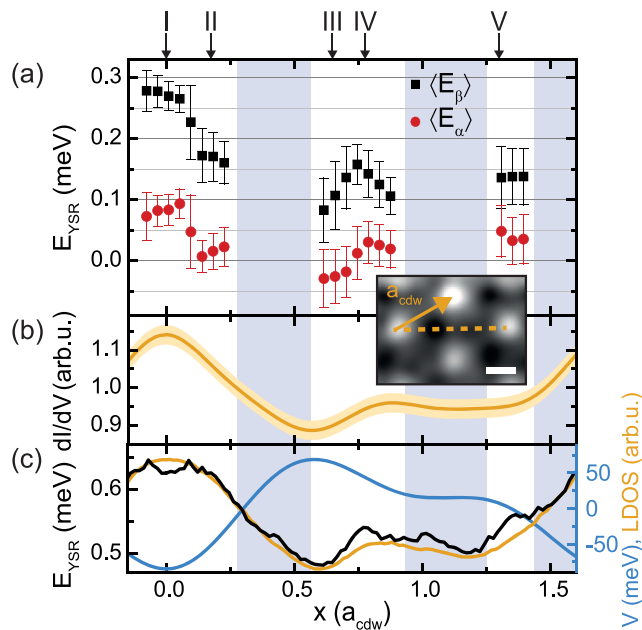 I II III IV V
(a)
0.3
0.2
0.1
0.0
E_YSR (meV)
⟨E_β⟩
⟨E_α⟩
a_cdw
(b)
1.1
1.0
0.9
dI/dV (arb.u.)
(c)
0.6
0.5
E_YSR (meV)
50
0
-50
V (meV), LDOS (arb.u.)
0.0 0.5 1.0 1.5
x (a_cdw)